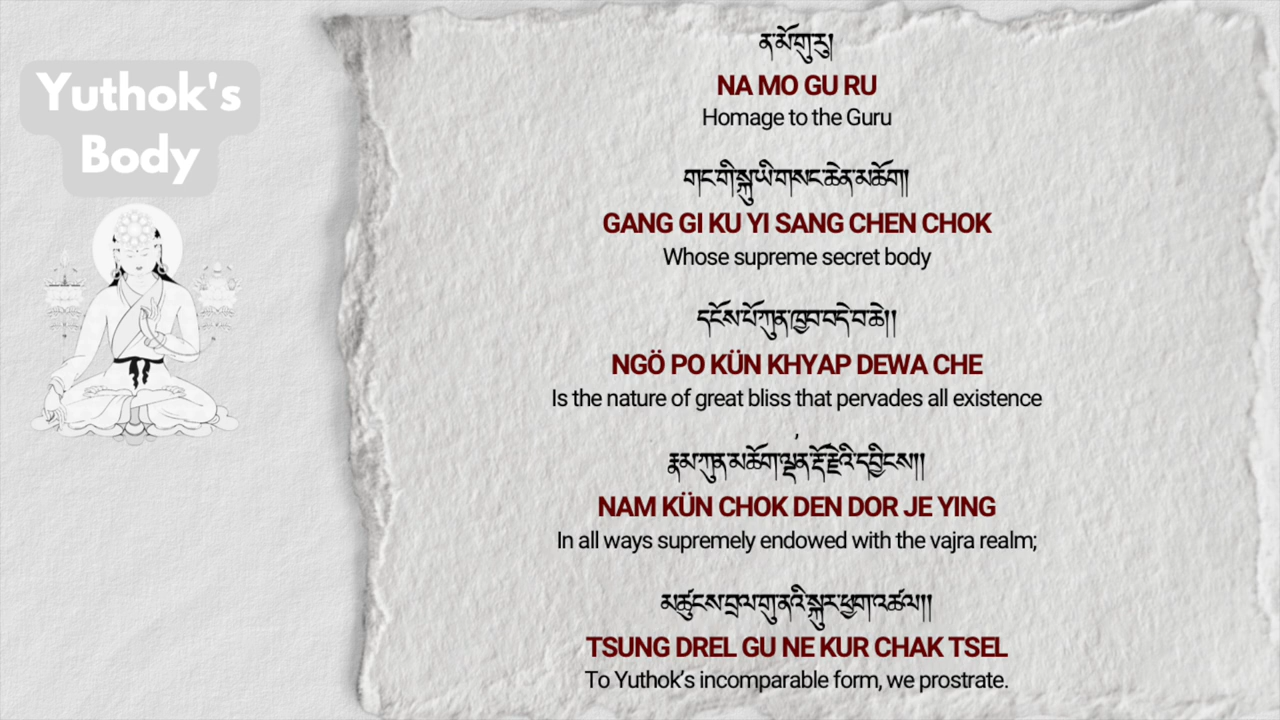 Yuthok's
Body
ན་མོ་གུ་རུ།
NA MO GU RU
Homage to the Guru
གང་གི་སྐུ་ཡི་གསང་ཆེན་མཆོག།
GANG GI KU YI SANG CHEN CHOK
Whose supreme secret body
དངོས་པོ་ཀུན་ཁྱབ་བདེ་བ་ཆེ།།
NGÖ PO KÜN KHYAP DEWA CHE
Is the nature of great bliss that pervades all existence
རྣམ་ཀུན་མཆོག་ལྡན་རྡོ་རྗེའི་དབྱིངས།།
NAM KÜN CHOK DEN DOR JE YING
In all ways supremely endowed with the vajra realm;
མཚུངས་བྲལ་གུ་ནའི་སྐུར་ཕྱག་འཚལ།།
TSUNG DREL GU NE KUR CHAK TSEL
To Yuthok’s incomparable form, we prostrate.